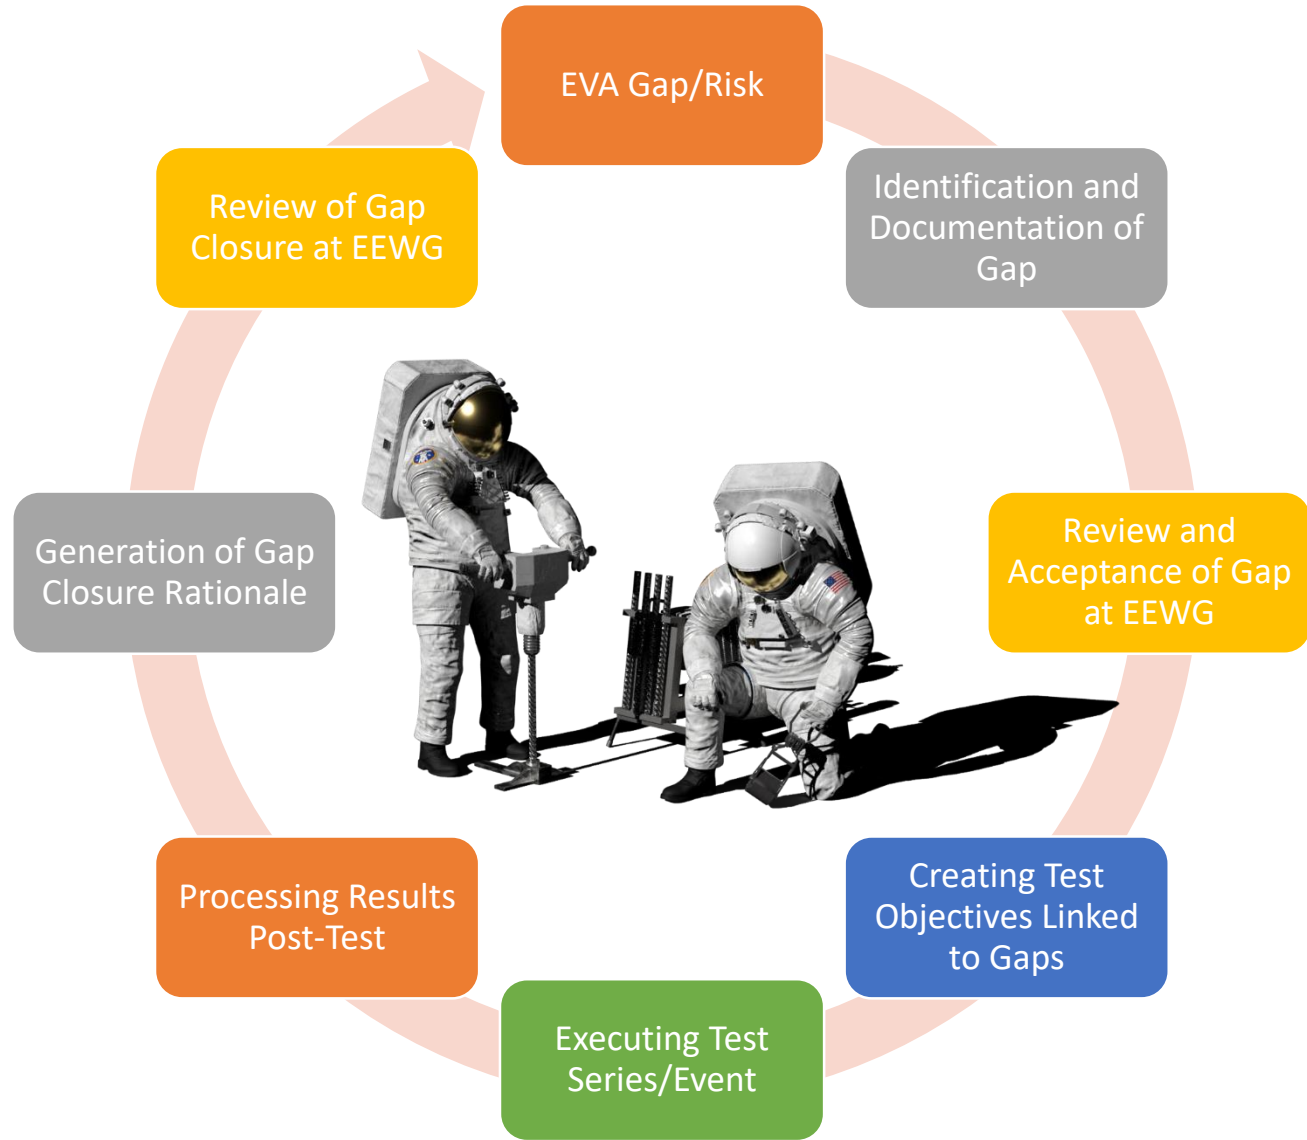 EVA Gap/Risk
Identification and
Documentation of
Gap
Review and
Acceptance of Gap
at EEWG
Creating Test
Objectives Linked
to Gaps
Executing Test
Series/Event
Processing Results
Post-Test
Generation of Gap
Closure Rationale
Review of Gap
Closure at EEWG